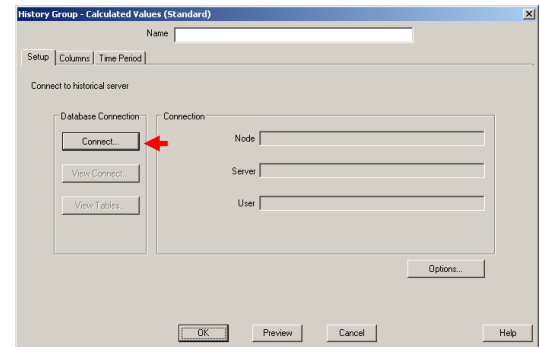 History Group - Calculated Values (Standard)
Name
Setup Columns Time Period
Connect to historical server
Database Connection Connection
Connect... Node
View Connect... Server
View Tables... User
Options...
OK Preview Cancel Help